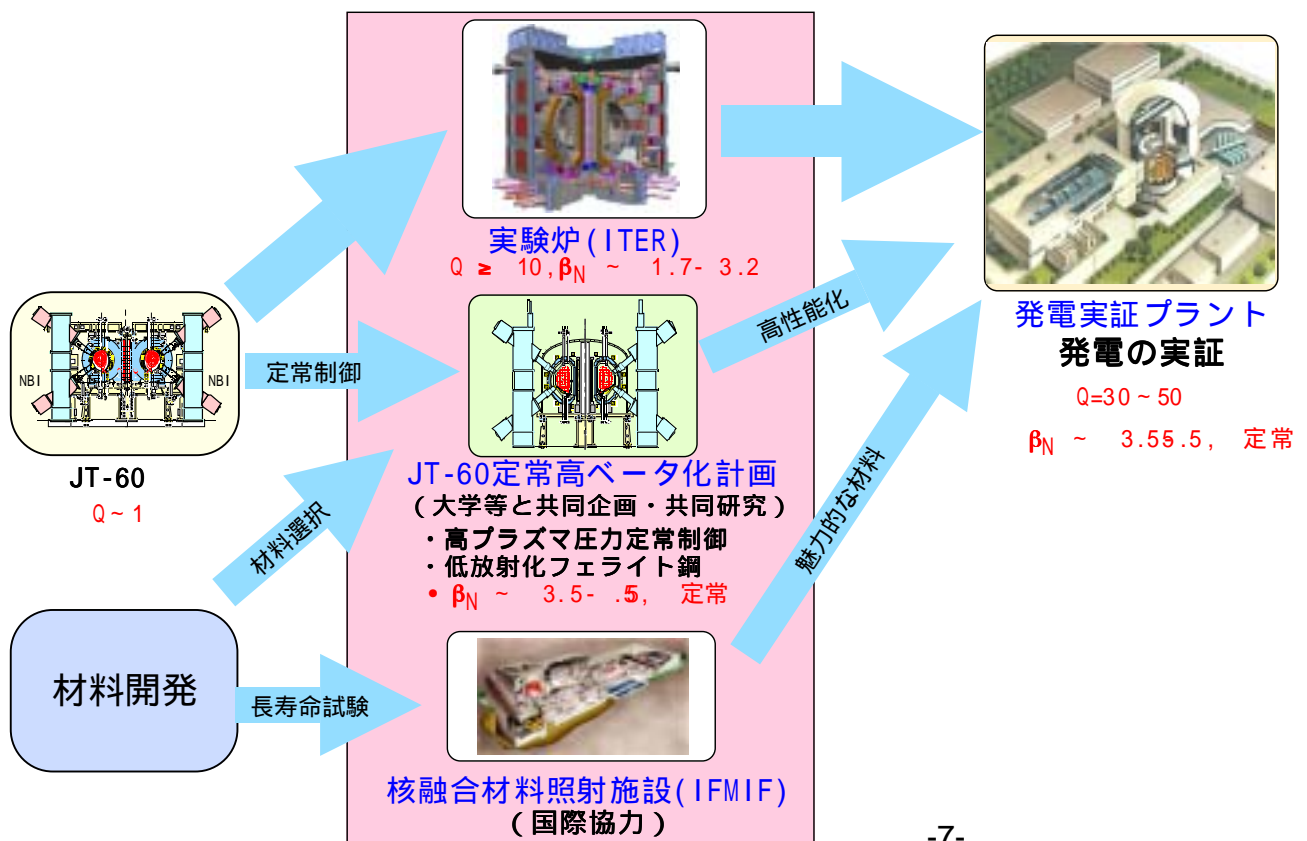 実験炉(ITER)
Q ≥ 10, βN ~ 1.7- 3.2
NBI
NBI
JT-60
Q~1
定常制御
材料選択
材料開発
長寿命試験
JT-60定常高ベータ化計画
(大学等と共同企画・共同研究)
・高プラズマ圧力定常制御
・低放射化フェライト鋼
• βN ~ 3.5- 定常
核融合材料照射施設(IFMIF)
(国際協力)
高性能化
魅力的な材料
発電実証プラント
発電の実証
Q=30~50
βN ~ 定常
-7-